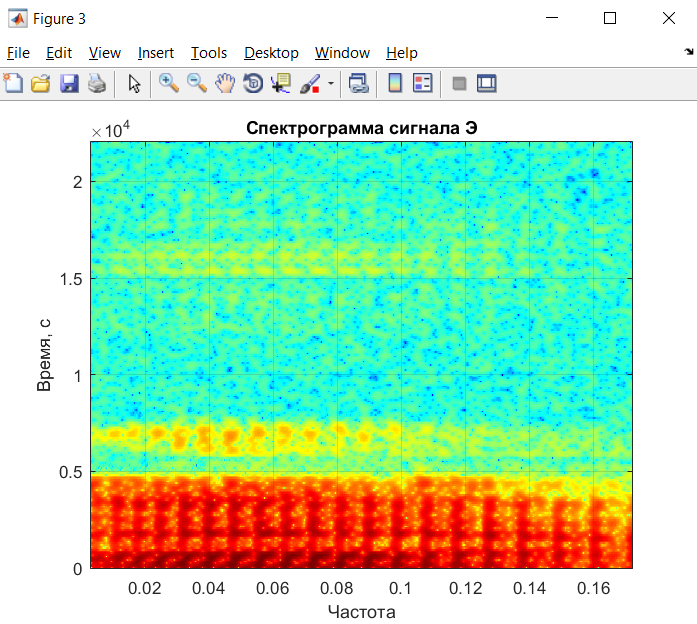 Figure 3
File Edit View Insert Tools Desktop Window Help
×10⁴
Спектрограмма сигнала Э
2
1.5
1
0.5
0
Время, с
0.02 0.04 0.06 0.08 0.1 0.12 0.14 0.16
Частота